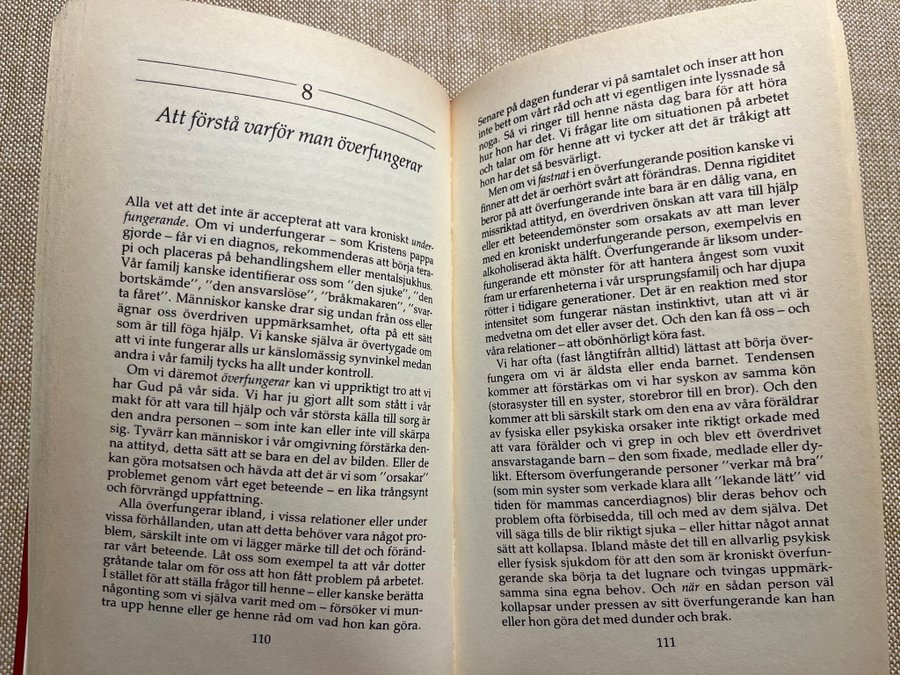 8
Att förstå varför man överfungerar
Alla vet att det inte är accepterat att vara kroniskt under-
fungerande. Om vi underfungerar – som Kristens pappa
gjorde – får vi en diagnos, rekommenderas att börja tera-
pi och placeras på behandlingshem eller mentalsjukhus.
Vår familj kanske identifierar oss som "den sjuke", "den
bortskämde", "den ansvarslöse", "bråkmakaren", "svar-
ta fåret". Människor kanske drar sig undan från oss eller
ägnar oss överdriven uppmärksamhet, ofta på ett sätt
som är till föga hjälp. Vi kanske själva är övertygade om
att vi inte fungerar alls ur känslomässig synvinkel medan
andra i vår familj tycks ha allt under kontroll.
Om vi däremot överfungerar kan vi uppriktigt tro att vi
har Gud på vår sida. Vi har ju gjort allt som stått i vår
makt för att vara till hjälp och vår största källa till sorg är
den andra personen – som inte kan eller inte vill skärpa
sig. Tyvärr kan människor i vår omgivning förstärka den-
na attityd, detta sätt att se bara en del av bilden. Eller de
kan göra motsatsen och hävda att det är vi som "orsakar"
problemet genom vårt eget beteende – en lika trångsynt
och förvrängd uppfattning.
Alla överfungerar ibland, i vissa relationer eller under
vissa förhållanden, utan att detta behöver vara något pro-
blem, särskilt inte om vi lägger märke till det och föränd-
rar vårt beteende. Låt oss som exempel ta att vår dotter
gråtande talar om för oss att hon fått problem på arbetet.
I stället för att ställa frågor till henne – eller kanske berätta
någonting som vi själva varit med om – försöker vi mun-
tra upp henne eller ge henne råd om vad hon kan göra.
110
Senare på dagen funderar vi på samtalet och inser att hon
inte bett om vårt råd och att vi egentligen inte lyssnade så
noga. Så vi ringer till henne nästa dag bara för att höra
hur hon har det. Vi frågar lite om situationen på arbetet
och talar om för henne att vi tycker att det är tråkigt att
hon har det så besvärligt.
Men om vi fastnat i en överfungerande position kanske vi
finner att det är oerhört svårt att förändras. Denna rigiditet
beror på att överfungerande inte bara är en dålig vana, en
missriktad attityd, en överdriven önskan att vara till hjälp
eller ett beteendemönster som orsakats av att man lever
med en kroniskt underfungerande person, exempelvis en
alkoholiserad äkta hälft. Överfungerande är liksom under-
fungerande ett mönster för att hantera ångest som vuxit
fram ur erfarenheterna i vår ursprungsfamilj och har djupa
rötter i tidigare generationer. Det är en reaktion med stor
intensitet som fungerar nästan instinktivt, utan att vi är
medvetna om det eller avser det. Och den kan få oss – och
våra relationer – att obönhörligt köra fast.
Vi har ofta (fast långtifrån alltid) lättast att börja över-
fungera om vi är äldsta eller enda barnet. Tendensen
kommer att förstärkas om vi har syskon av samma kön
(storasyster till en syster, storebror till en bror). Och den
kommer att bli särskilt stark om den ena av våra föräldrar
av fysiska eller psykiska orsaker inte riktigt orkade med
att vara förälder och vi grep in och blev ett överdrivet
ansvarstagande barn – den som fixade, medlade eller dy-
likt. Eftersom överfungerande personer "verkar må bra"
(som min syster som verkade klara allt "lekande lätt" vid
tiden för mammas cancerdiagnos) blir deras behov och
problem ofta förbisedda, till och med av dem själva. Det
vill säga tills de blir riktigt sjuka – eller hittar något annat
sätt att kollapsa. Ibland måste det till en allvarlig psykisk
eller fysisk sjukdom för att den som är kroniskt överfun-
gerande ska börja ta det lugnare och tvingas uppmärk-
samma sina egna behov. Och när en sådan person väl
kollapsar under pressen av sitt överfungerande kan han
eller hon göra det med dunder och brak.
111